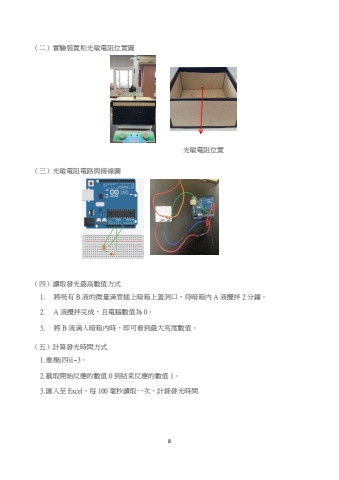 （二）實驗裝置和光敏電阻位置圖
光敏電阻位置
（三）光敏電阻電路與接線圖
（四）讀取發光最高數值方式
1. 將吸有 B 液的微量滴管插上暗箱上蓋洞口，待暗箱內 A 液攪拌 2 分鐘。
2. A 液攪拌完成，且電腦數值為 0。
3. 將 B 液滴入暗箱內時，即可看到最大亮度數值。
（五）計算發光時間方式
1.重複(四)1~3。
2.截取開始反應的數值 0 到結束反應的數值 1。
3.匯入至 Excel，每 100 毫秒讀取一次，計算發光時間
8